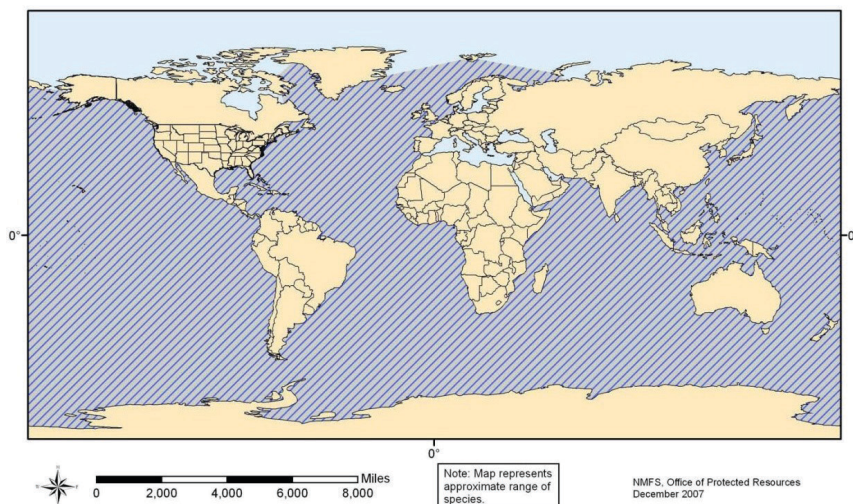 0°
0°
0°
Miles
0 2,000 4,000 6,000 8,000
Note: Map represents
approximate range of
species.
NMFS, Office of Protected Resources
December 2007